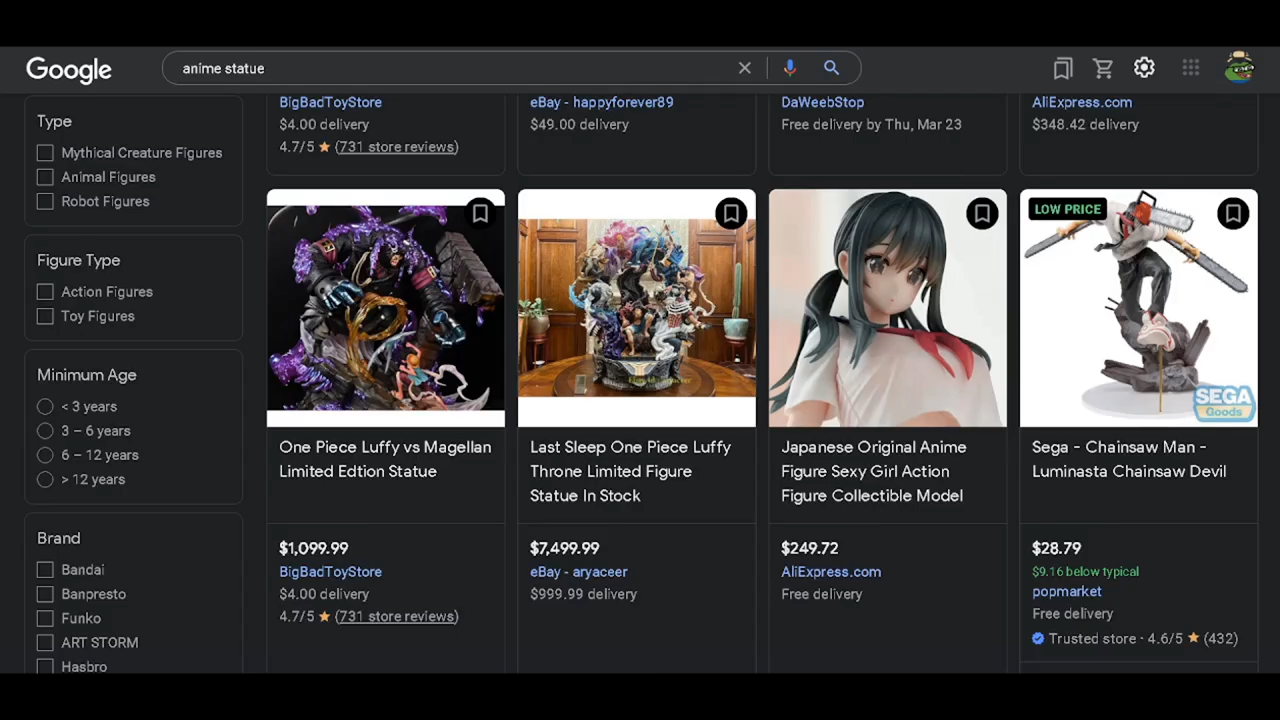 Google
anime statue
Type
Mythical Creature Figures
Animal Figures
Robot Figures
Figure Type
Action Figures
Toy Figures
Minimum Age
< 3 years
3 – 6 years
6 – 12 years
> 12 years
Brand
Bandai
Banpresto
Funko
ART STORM
Hasbro
BigBadToyStore
$4.00 delivery
4.7/5 ★ (731 store reviews)
eBay - happyforever89
$49.00 delivery
DaWeebStop
Free delivery by Thu, Mar 23
AliExpress.com
$348.42 delivery
One Piece Luffy vs Magellan
Limited Edtion Statue
$1,099.99
BigBadToyStore
$4.00 delivery
4.7/5 ★ (731 store reviews)
Last Sleep One Piece Luffy
Throne Limited Figure
Statue In Stock
$7,499.99
eBay - aryaceer
$999.99 delivery
Japanese Original Anime
Figure Sexy Girl Action
Figure Collectible Model
$249.72
AliExpress.com
Free delivery
LOW PRICE
SEGA
Goods
Sega - Chainsaw Man -
Luminasta Chainsaw Devil
$28.79
$9.16 below typical
popmarket
Free delivery
Trusted store - 4.6/5 ★ (432)